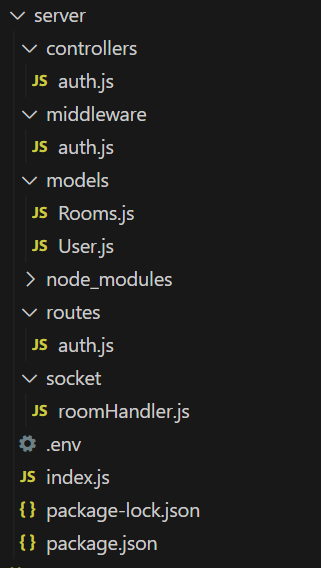 server
controllers
JS auth.js
middleware
JS auth.js
models
JS Rooms.js
JS User.js
node_modules
routes
JS auth.js
socket
JS roomHandler.js
.env
JS index.js
{} package-lock.json
{} package.json